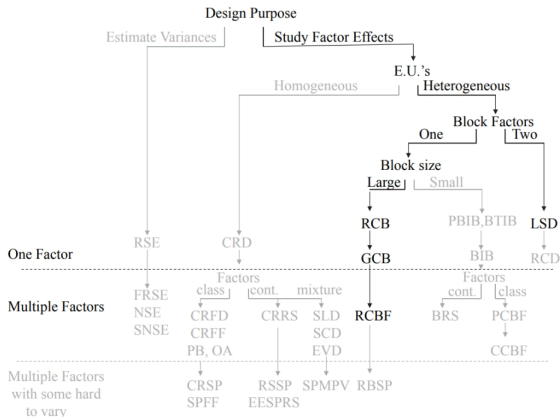 Design Purpose
Estimate Variances Study Factor Effects
E.U.'s
Homogeneous Heterogeneous
Block Factors
One Two
Block size
Large Small
RSE CRD RCB PBIB,BTIB LSD
One Factor GCB BIB RCD
Factors Factors
class cont. mixture cont. class
Multiple Factors
FRSE CRFD CRRS SLD RCBF BRS PCBF
NSE CRFF SCD
SNSE PB, OA EVD CCBF
Multiple Factors CRSP RSSP SPMPV RBSP
with some hard SPFF EESPRS
to vary